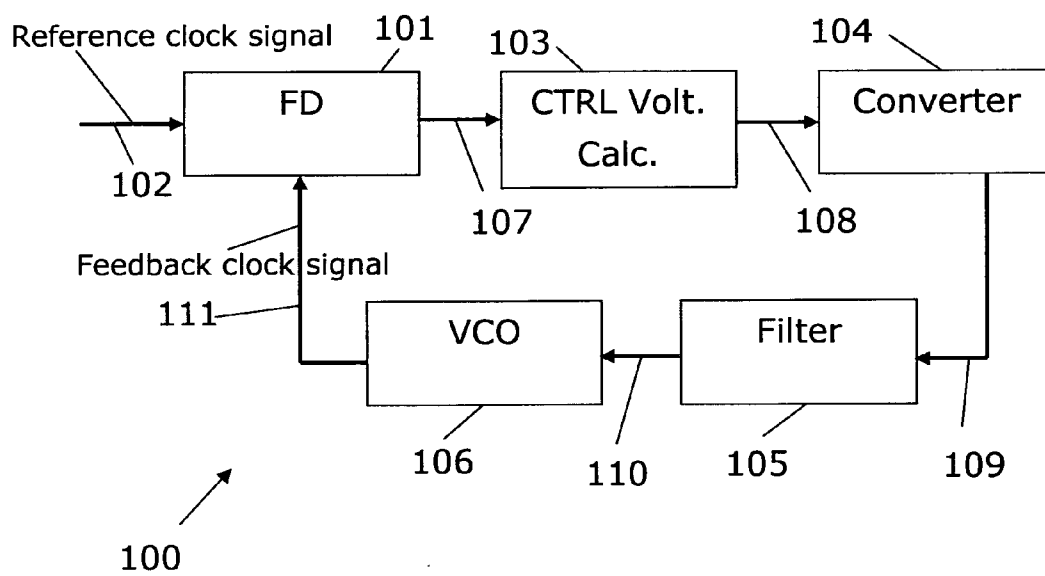 Reference clock signal
101
103
104
FD
CTRL Volt.
Calc.
Converter
102
107
108
Feedback clock signal
111
VCO
Filter
106
110
105
109
100